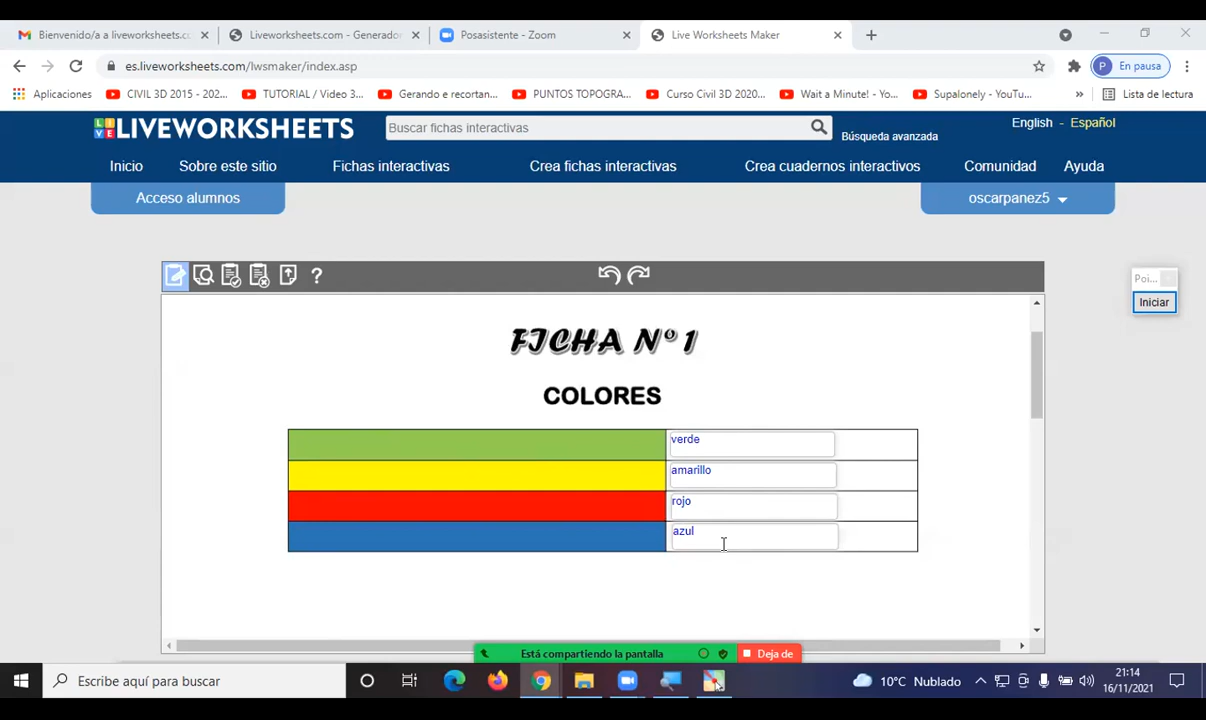 Bienvenido/a a liveworksheets.cc
Liveworksheets.com - Generador
Posasistente - Zoom
Live Worksheets Maker
es.liveworksheets.com/lwsmaker/index.asp
P En pausa
Aplicaciones
CIVIL 3D 2015 - 202...
TUTORIAL / Video 3...
Gerando e recortan...
PUNTOS TOPOGRA...
Curso Civil 3D 2020...
Wait a Minute! - Yo...
Supalonely - YouTu...
»
Lista de lectura
LIVE LIVEWORKSHEETS
Buscar fichas interactivas
Búsqueda avanzada
English - Español
Inicio
Sobre este sitio
Fichas interactivas
Crea fichas interactivas
Crea cuadernos interactivos
Comunidad
Ayuda
Acceso alumnos
oscarpanez5
?
Poi...
Iniciar
FICHA Nº 1
COLORES
verde
amarillo
rojo
azul
Está compartiendo la pantalla
Deja de
Escribe aquí para buscar
10°C Nublado
21:14
16/11/2021